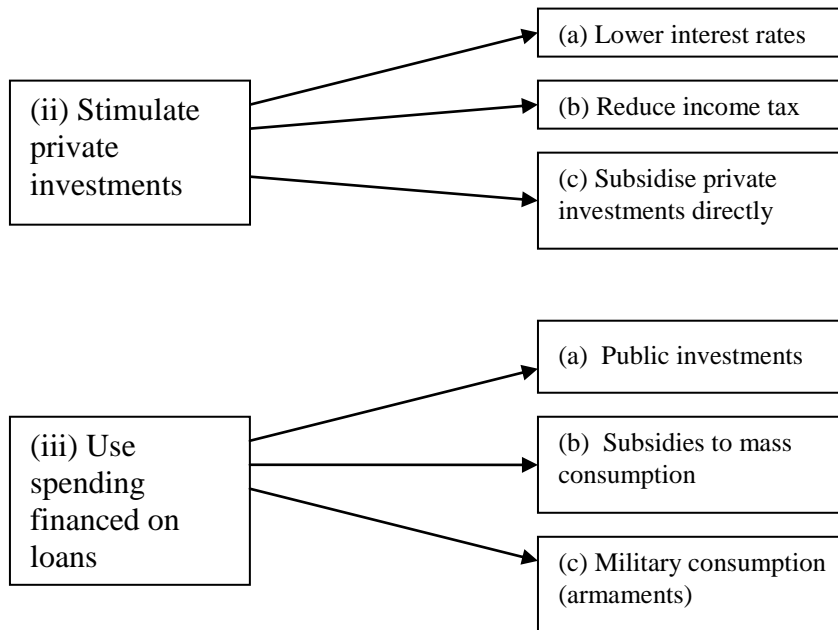 (ii) Stimulate
private
investments
(a) Lower interest rates
(b) Reduce income tax
(c) Subsidise private
investments directly
(iii) Use
spending
financed on
loans
(a) Public investments
(b) Subsidies to mass
consumption
(c) Military consumption
(armaments)